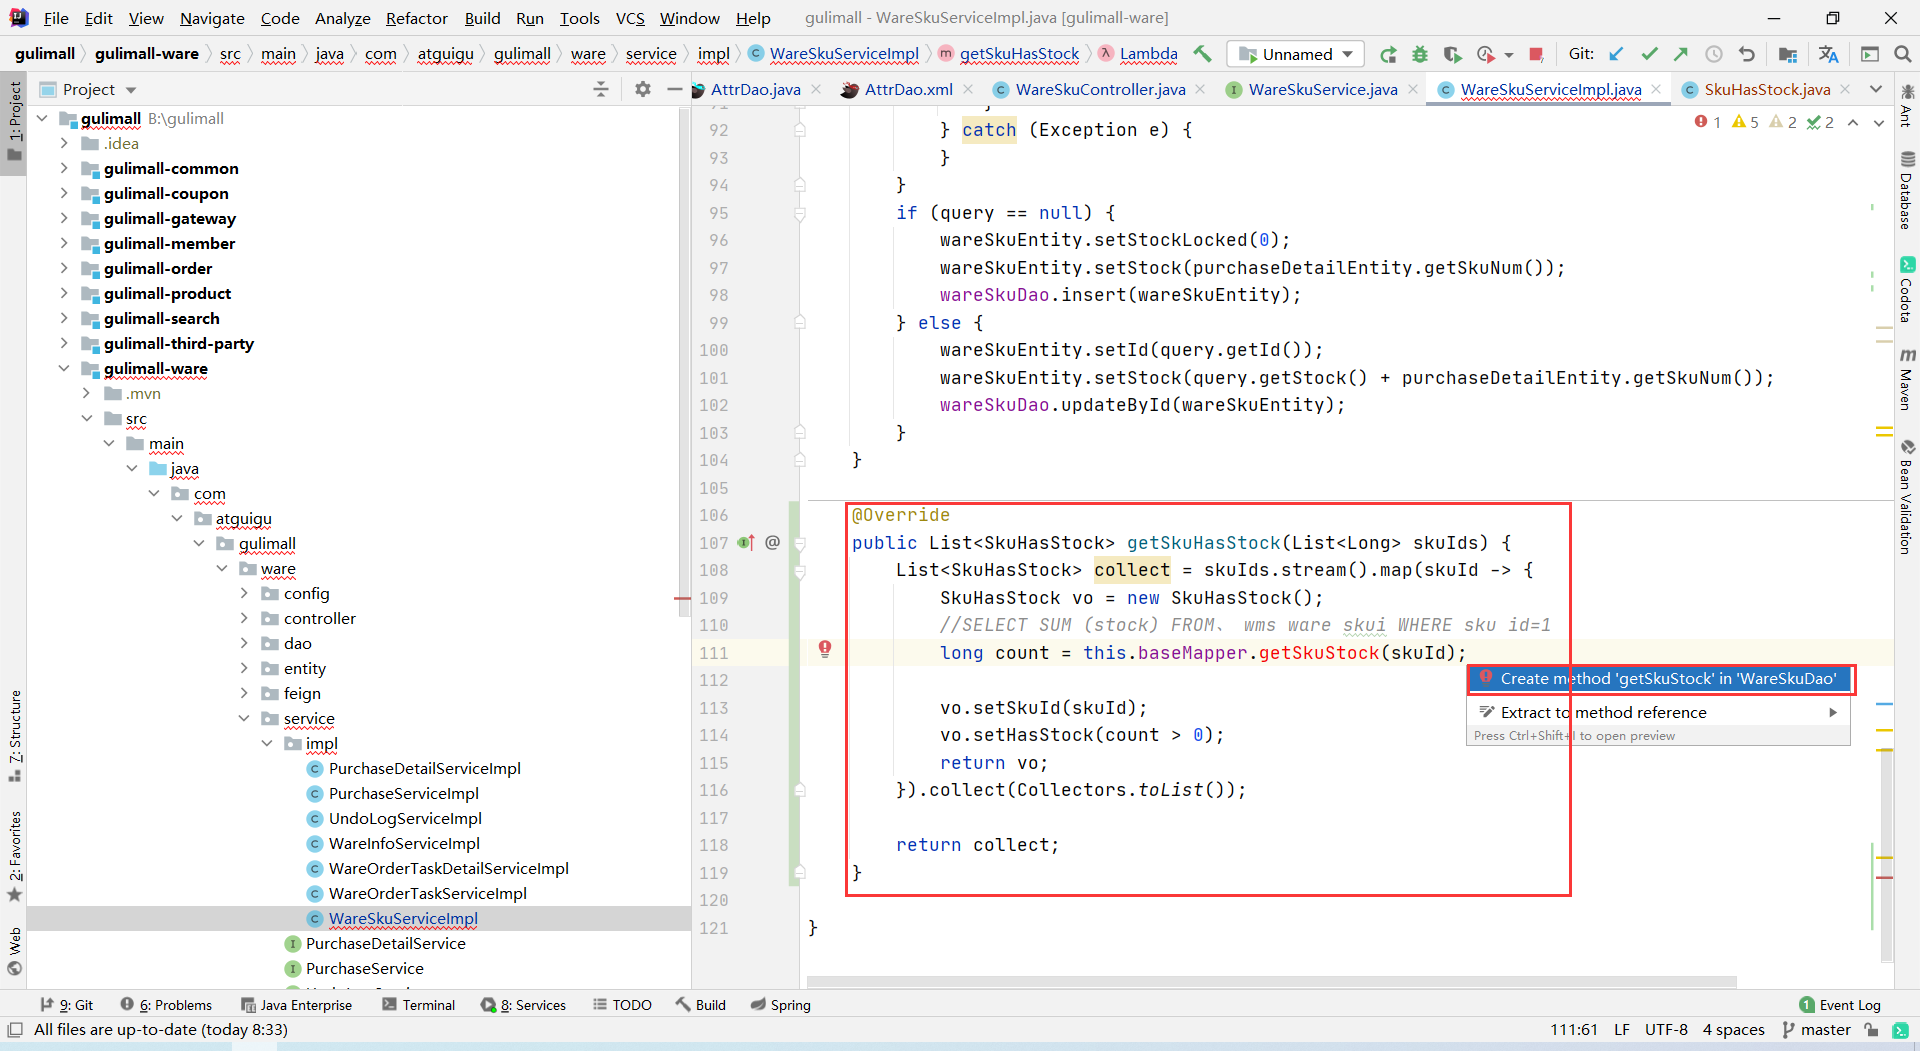 File Edit View Navigate Code Analyze Refactor Build Run Tools VCS Window Help gulimall - WareSkuServiceImpl.java [gulimall-ware]
gulimall gulimall-ware src main java com atguigu gulimall ware service impl WareSkuServiceImpl getSkuHasStock Lambda Unnamed Git:
Project
AttrDao.java AttrDao.xml WareSkuController.java WareSkuService.java WareSkuServiceImpl.java SkuHasStock.java
1: Project
7: Structure
2: Favorites
Web
gulimall B:\gulimall
.idea
gulimall-common
gulimall-coupon
gulimall-gateway
gulimall-member
gulimall-order
gulimall-product
gulimall-search
gulimall-third-party
gulimall-ware
.mvn
src
main
java
com
atguigu
gulimall
ware
config
controller
dao
entity
feign
service
impl
PurchaseDetailServiceImpl
PurchaseServiceImpl
UndoLogServiceImpl
WareInfoServiceImpl
WareOrderTaskDetailServiceImpl
WareOrderTaskServiceImpl
WareSkuServiceImpl
PurchaseDetailService
PurchaseService
1 5 2 2
91 }
92 } catch (Exception e) {
93 }
94 }
95 if (query == null) {
96 wareSkuEntity.setStockLocked(0);
97 wareSkuEntity.setStock(purchaseDetailEntity.getSkuNum());
98 wareSkuDao.insert(wareSkuEntity);
99 } else {
100 wareSkuEntity.setId(query.getId());
101 wareSkuEntity.setStock(query.getStock() + purchaseDetailEntity.getSkuNum());
102 wareSkuDao.updateById(wareSkuEntity);
103 }
104 }
105
106 @Override
107 @ public List<SkuHasStock> getSkuHasStock(List<Long> skuIds) {
108 List<SkuHasStock> collect = skuIds.stream().map(skuId -> {
109 SkuHasStock vo = new SkuHasStock();
110 //SELECT SUM (stock) FROM、 wms ware skui WHERE sku id=1
111 long count = this.baseMapper.getSkuStock(skuId);
112
113 vo.setSkuId(skuId);
114 vo.setHasStock(count > 0);
115 return vo;
116 }).collect(Collectors.toList());
117
118 return collect;
119 }
120
121 }
Create method 'getSkuStock' in 'WareSkuDao'
Extract to method reference
Press Ctrl+Shift+I to open preview
Ant
Database
Codota
Maven
Bean Validation
9: Git 6: Problems Java Enterprise Terminal 8: Services TODO Build Spring 1 Event Log
All files are up-to-date (today 8:33) 111:61 LF UTF-8 4 spaces master